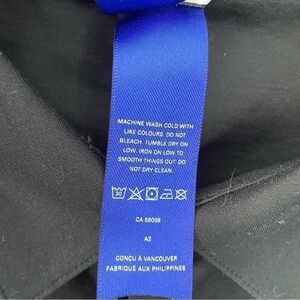 MACHINE WASH COLD WITH
LIKE COLOURS. DO NOT
BLEACH. TUMBLE DRY ON
LOW. IRON ON LOW TO
SMOOTH THINGS OUT. DO
NOT DRY CLEAN.
30
CA 59009
A2
CONÇU À VANCOUVER
FABRIQUÉ AUX PHILIPPINES